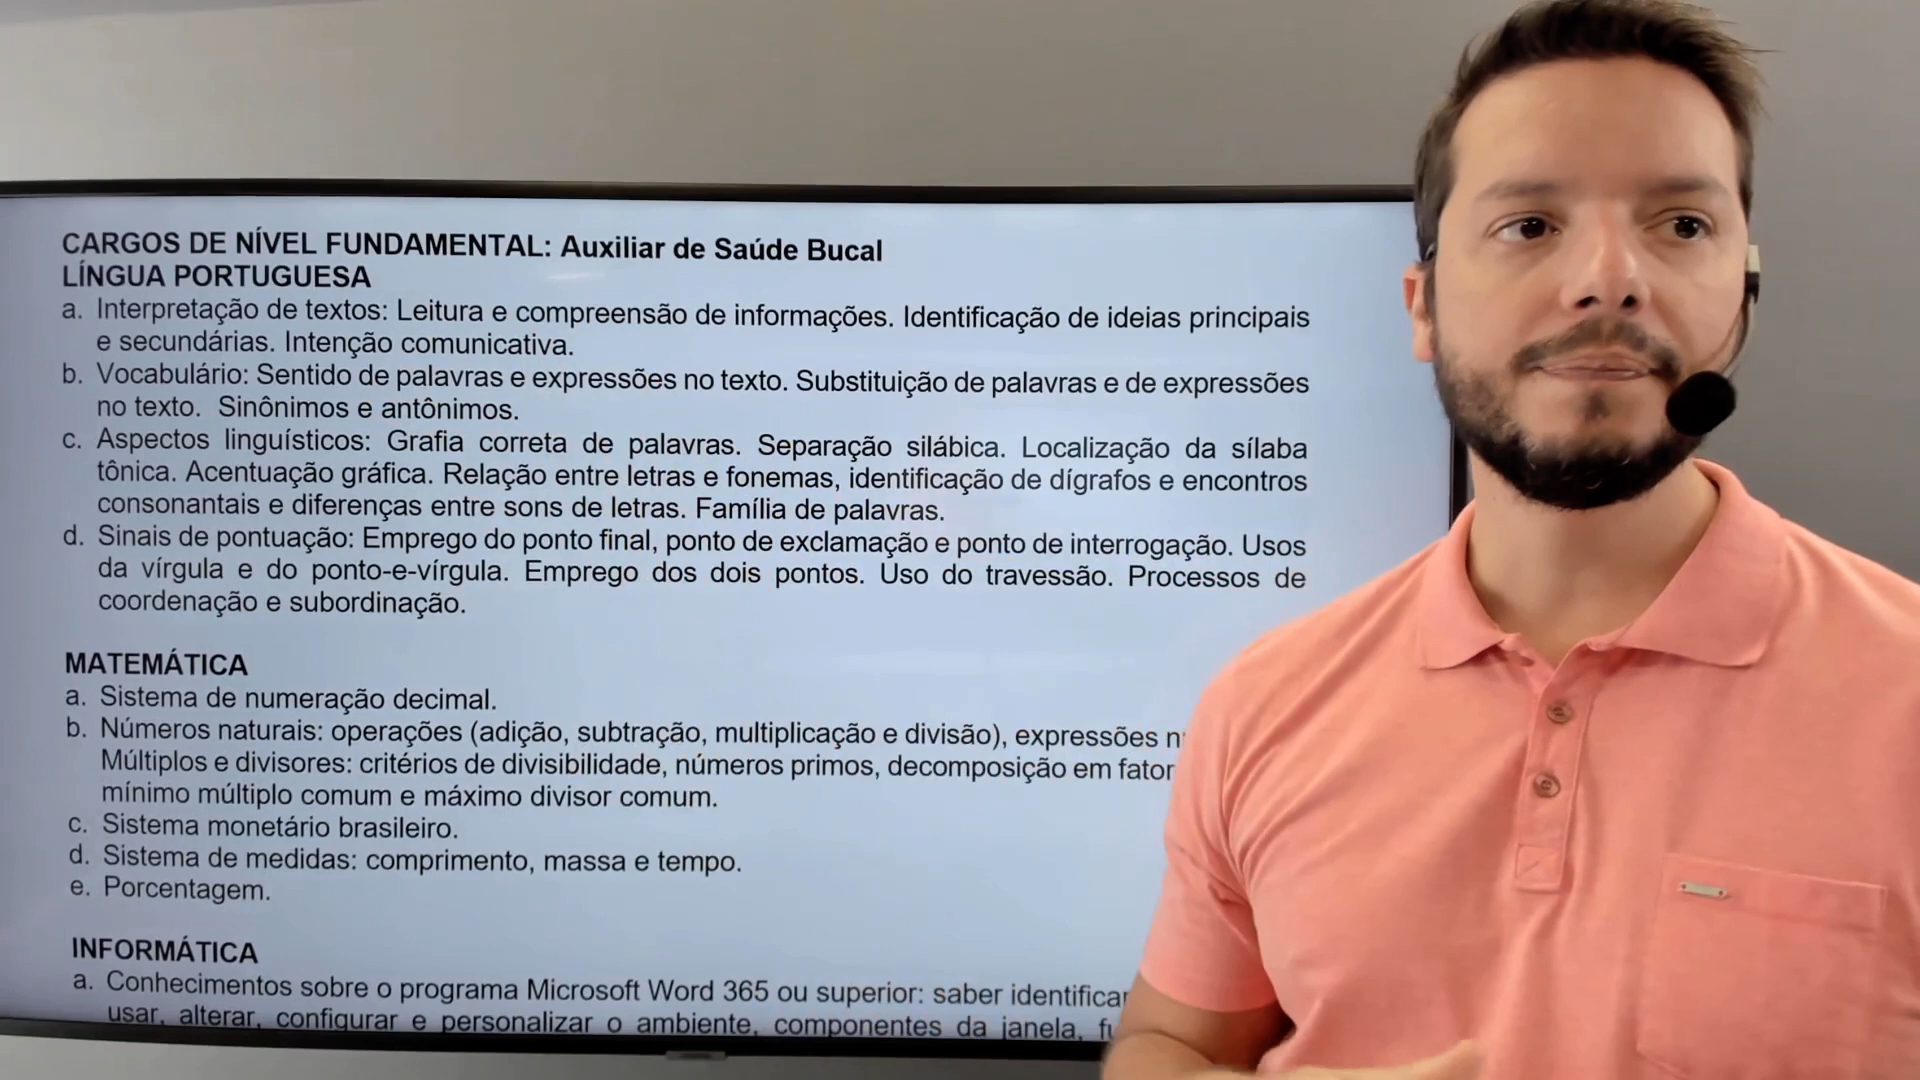 CARGOS DE NÍVEL FUNDAMENTAL: Auxiliar de Saúde Bucal
LÍNGUA PORTUGUESA
a. Interpretação de textos: Leitura e compreensão de informações. Identificação de ideias principais
e secundárias. Intenção comunicativa.
b. Vocabulário: Sentido de palavras e expressões no texto. Substituição de palavras e de expressões
no texto. Sinônimos e antônimos.
c. Aspectos linguísticos: Grafia correta de palavras. Separação silábica. Localização da sílaba
tônica. Acentuação gráfica. Relação entre letras e fonemas, identificação de dígrafos e encontros
consonantais e diferenças entre sons de letras. Família de palavras.
d. Sinais de pontuação: Emprego do ponto final, ponto de exclamação e ponto de interrogação. Usos
da vírgula e do ponto-e-vírgula. Emprego dos dois pontos. Uso do travessão. Processos de
coordenação e subordinação.
MATEMÁTICA
a. Sistema de numeração decimal.
b. Números naturais: operações (adição, subtração, multiplicação e divisão), expressões
Múltiplos e divisores: critérios de divisibilidade, números primos, decomposição em
mínimo múltiplo comum e máximo divisor comum.
c. Sistema monetário brasileiro.
d. Sistema de medidas: comprimento, massa e tempo.
e. Porcentagem.
INFORMÁTICA
a. Conhecimentos sobre o programa Microsoft Word 365 ou superior: saber identificar
usar, alterar, configurar e personalizar o ambiente, componentes da janela,